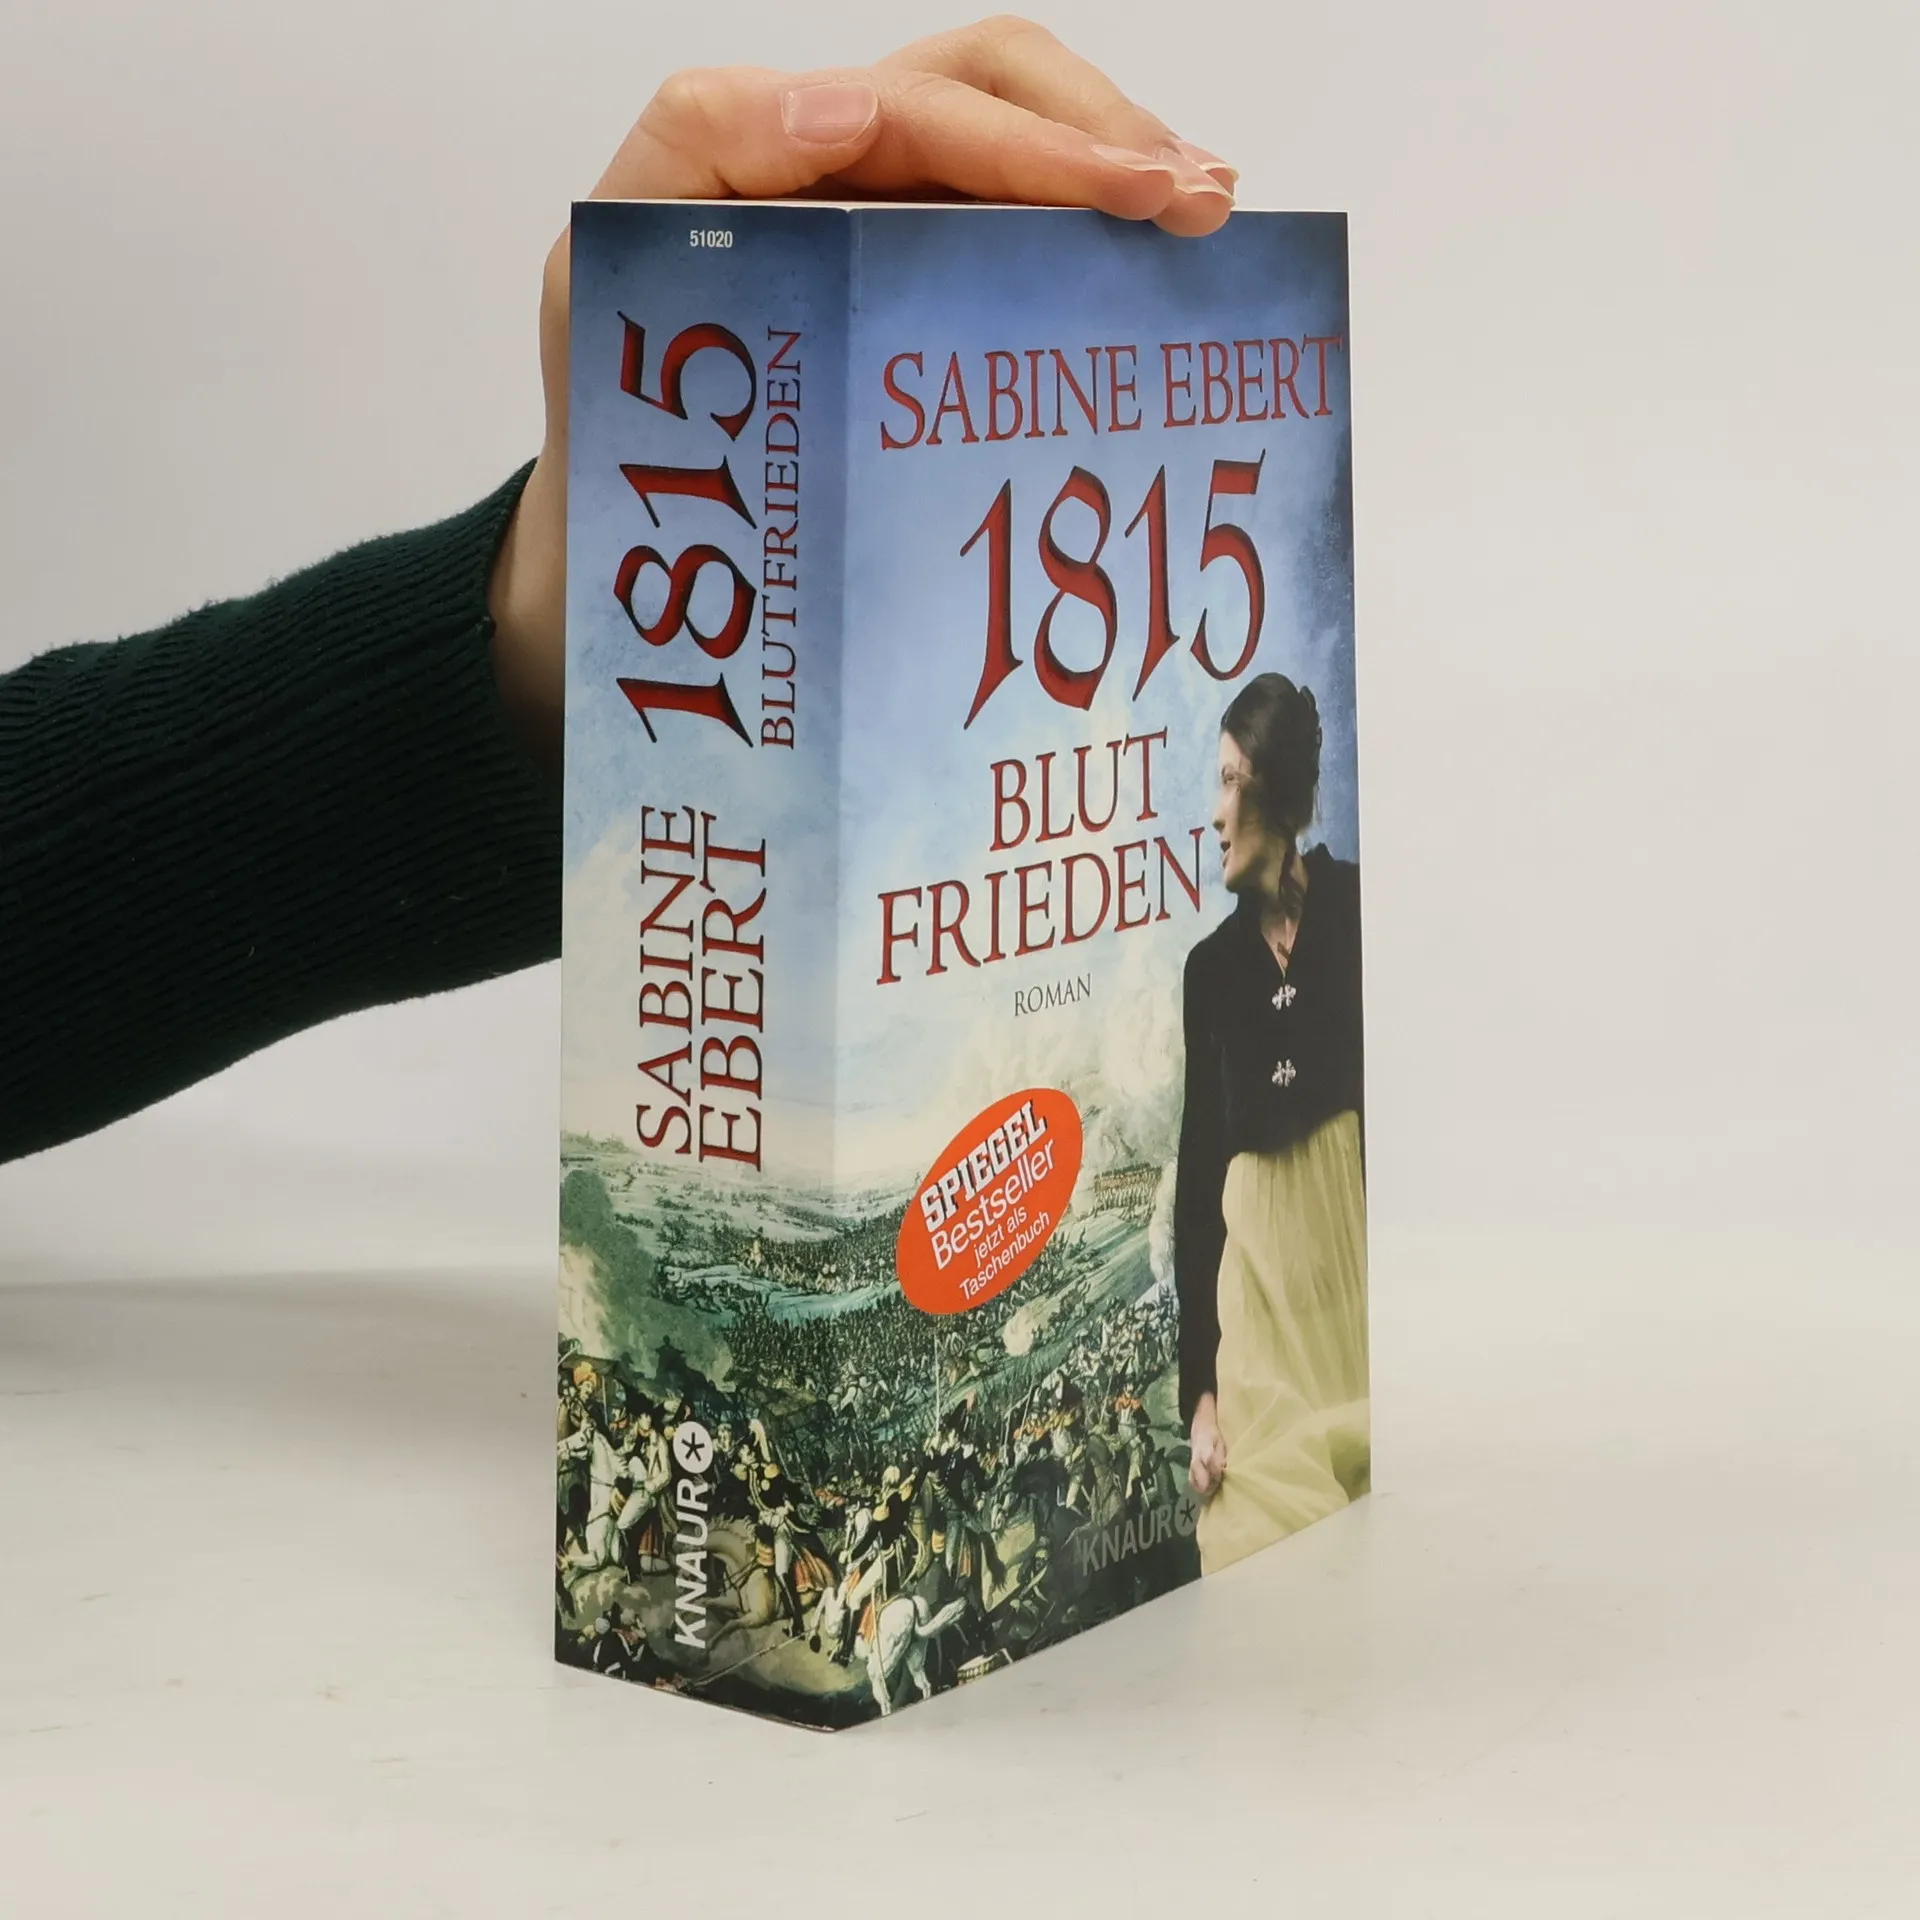 51020
1815
BLUTFRIEDEN
SABINE
EBERT
KNAUR
SABINE EBERT
1815
BLUT
FRIEDEN
ROMAN
SPIEGEL
Bestseller
jetzt als
Taschenbuch
KNAUR